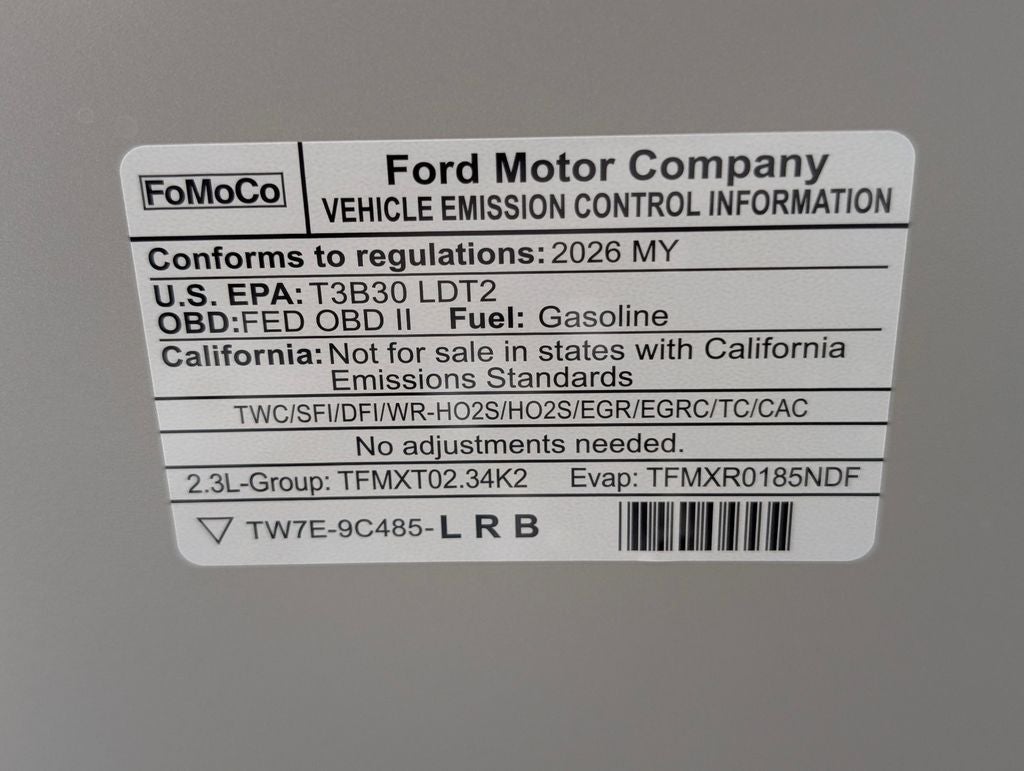 FoMoCo
Ford Motor Company
VEHICLE EMISSION CONTROL INFORMATION
Conforms to regulations: 2026 MY
U.S. EPA: T3B30 LDT2
OBD:FED OBD II Fuel: Gasoline
California: Not for sale in states with California
Emissions Standards
TWC/SFI/DFI/WR-HO2S/HO2S/EGR/EGRC/TC/CAC
No adjustments needed.
2.3L-Group: TFMXT02.34K2 Evap: TFMXR0185NDF
TW7E-9C485-L R B